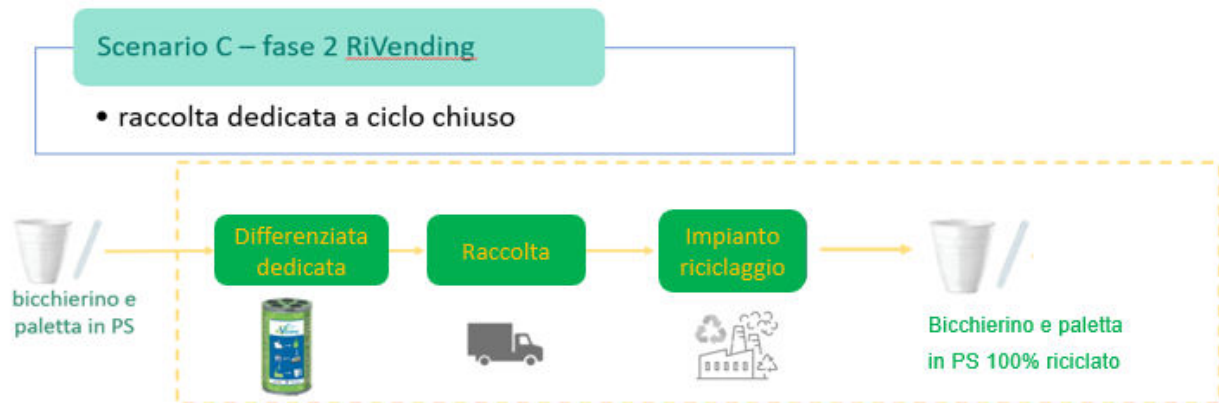 Scenario C – fase 2 RiVending
• raccolta dedicata a ciclo chiuso
bicchierino e
paletta in PS
Differenziata
dedicata
Raccolta
Impianto
riciclaggio
Bicchierino e paletta
in PS 100% riciclato